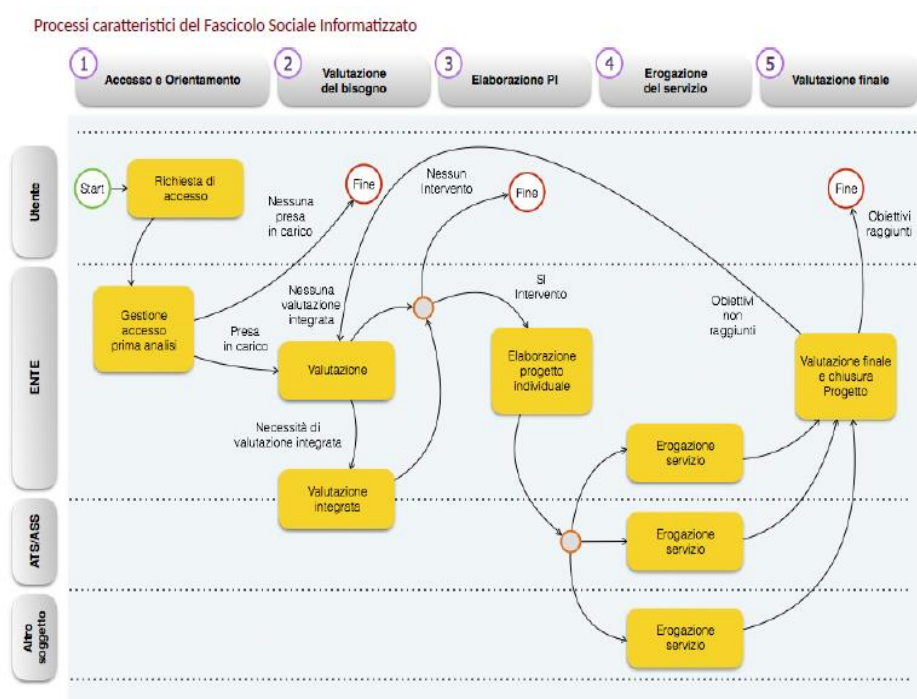 Processi caratteristici del Fascicolo Sociale Informatizzato
1
Accesso e Orientamento
2
Valutazione
del bisogno
3
Elaborazione PI
4
Erogazione
del servizio
5
Valutazione finale
Utente
Start
Richiesta di
accesso
Nessuna
presa
in carico
Fine
Nessun
Intervento
Fine
Fine
Obiettivi
raggiunti
ENTE
Gestione
accesso
prima analisi
Presa
in carico
Nessuna
valutazione
integrata
Valutazione
Necessità di
valutazione integrata
Valutazione
integrata
SI
Intervento
Elaborazione
progetto
individuale
Obiettivi
non
raggiunti
Valutazione finale
e chiusura
Progetto
Erogazione
servizio
ATS/ASS
Erogazione
servizio
Altro
soggetto
Erogazione
servizio